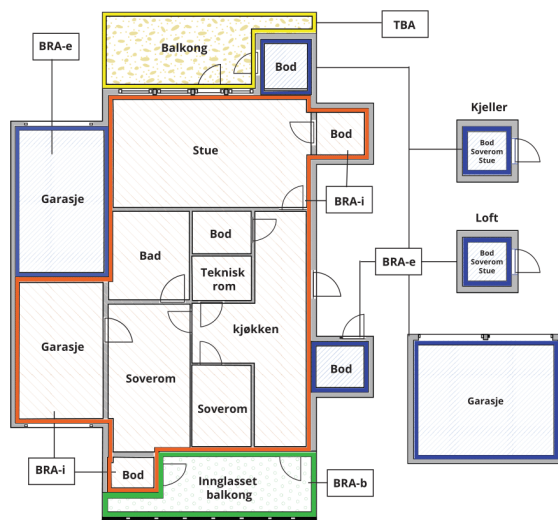 TBA
Balkong
BRA-e
Bod
Kjeller
Bod
Soverom
Stue
Stue
Bod
Garasje
BRA-i
Loft
Bod
Soverom
Stue
Bod
Bad
BRA-e
Teknisk
rom
Garasje
kjøkken
Soverom
Bod
Garasje
Soverom
BRA-i
Bod
Innglasset
balkong
BRA-b